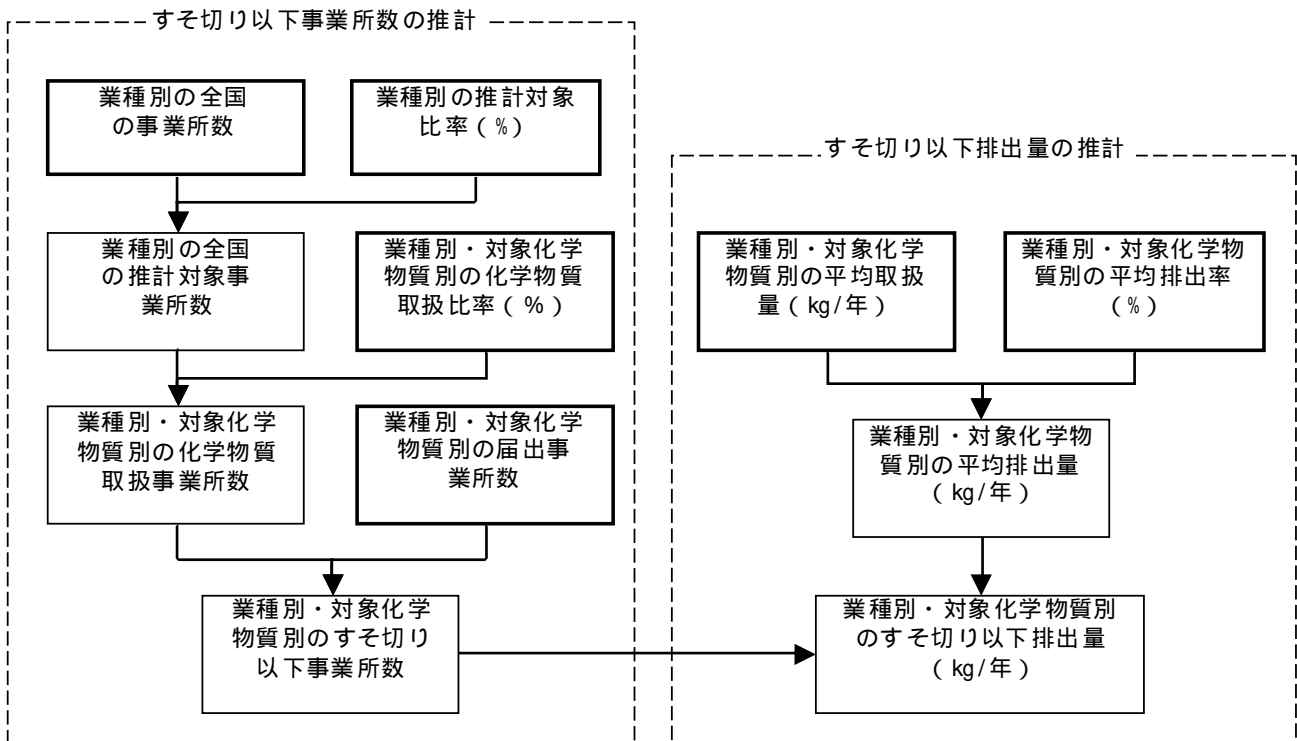 すそ切り以下事業所数の推計
業種別の全国
の事業所数
業種別の推計対象
比率(%)
業種別の全国
の推計対象事
業所数
業種別・対象化学
物質別の化学物質
取扱比率(%)
業種別・対象化学
物質別の化学物質
取扱事業所数
業種別・対象化学
物質別の届出事
業所数
業種別・対象化学
物質別のすそ切り
以下事業所数
すそ切り以下排出量の推計
業種別・対象化学
物質別の平均取扱
量(kg/年)
業種別・対象化学物
質別の平均排出率
(%)
業種別・対象化学物
質別の平均排出量
(kg/年)
業種別・対象化学物質別
のすそ切り以下排出量
(kg/年)